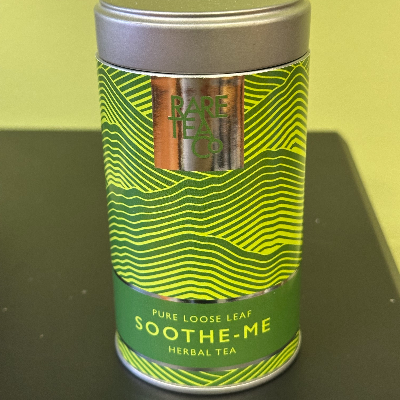 RARE
TEA
CO
PURE LOOSE LEAF
SOOTHE-ME
HERBAL TEA